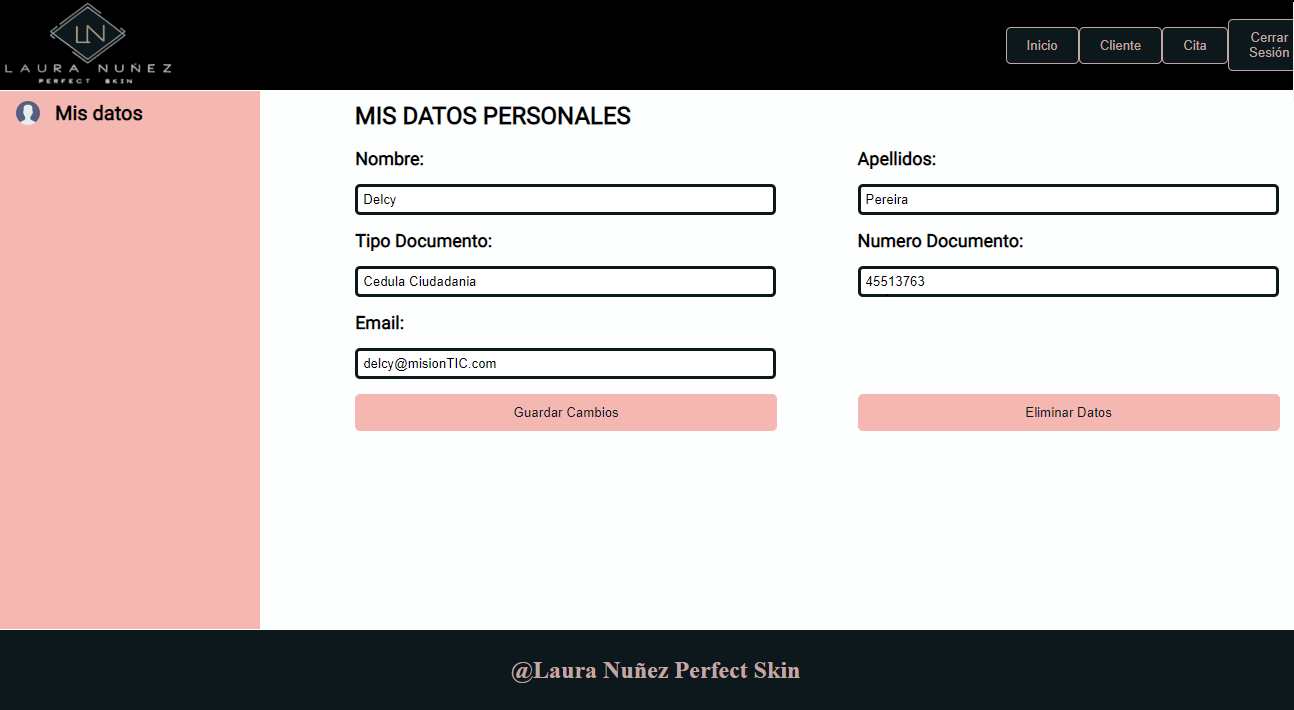 LN
LAURA NUÑEZ
PERFECT SKIN
Inicio
Cliente
Cita
Cerrar
Sesión
Mis datos
MIS DATOS PERSONALES
Nombre:
Apellidos:
Delcy
Pereira
Tipo Documento:
Numero Documento:
Cedula Ciudadania
45513763
Email:
delcy@misionTIC.com
Guardar Cambios
Eliminar Datos
@Laura Nuñez Perfect Skin